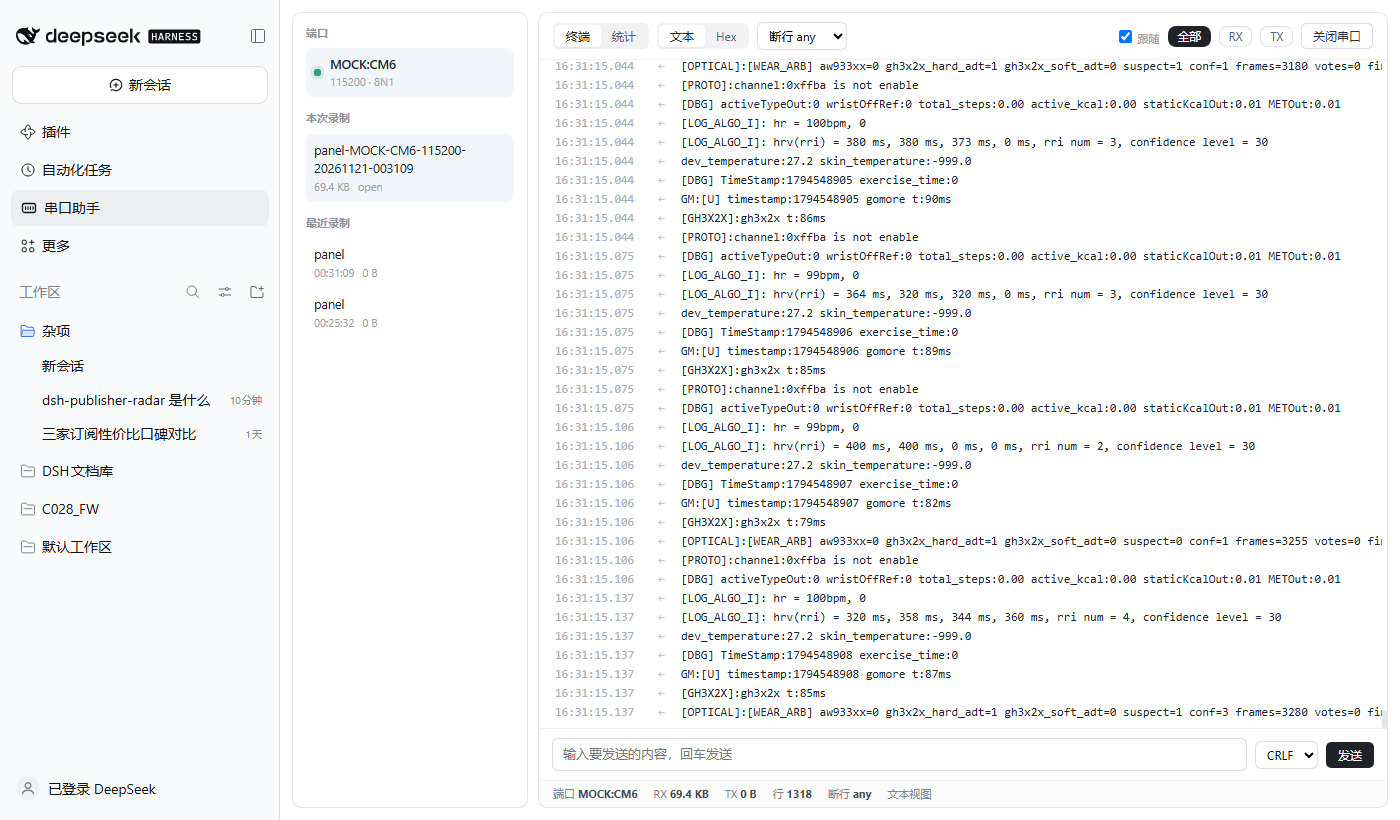 deepseek HARNESS
新会话
插件
自动化任务
串口助手
更多
工作区
杂项
新会话
dsh-publisher-radar 是什么 10分钟
三家订阅性价比口碑对比 1天
DSH 文档库
C028_FW
默认工作区
已登录 DeepSeek
端口
MOCK:CM6
115200 · 8N1
本次录制
panel-MOCK-CM6-115200-
20261121-003109
69.4 KB open
最近录制
panel
00:31:09 0 B
panel
00:25:32 0 B
终端 统计 文本 Hex 断行 any 跟随 全部 RX TX 关闭串口
16:31:15.044 ← [OPTICAL]:[WEAR_ARB] aw933xx=0 gh3x2x_hard_adt=1 gh3x2x_soft_adt=0 suspect=1 conf=1 frames=3180 votes=0 fi
16:31:15.044 ← [PROTO]:channel:0xffba is not enable
16:31:15.044 ← [DBG] activeTypeOut:0 wristOffRef:0 total_steps:0.00 active_kcal:0.00 staticKcalOut:0.01 METOut:0.01
16:31:15.044 ← [LOG_ALGO_I]: hr = 100bpm, 0
16:31:15.044 ← [LOG_ALGO_I]: hrv(rri) = 380 ms, 380 ms, 373 ms, 0 ms, rri num = 3, confidence level = 30
16:31:15.044 ← dev_temperature:27.2 skin_temperature:-999.0
16:31:15.044 ← [DBG] TimeStamp:1794548905 exercise_time:0
16:31:15.044 ← GM:[U] timestamp:1794548905 gomore t:90ms
16:31:15.044 ← [GH3X2X]:gh3x2x t:86ms
16:31:15.044 ← [PROTO]:channel:0xffba is not enable
16:31:15.075 ← [DBG] activeTypeOut:0 wristOffRef:0 total_steps:0.00 active_kcal:0.00 staticKcalOut:0.01 METOut:0.01
16:31:15.075 ← [LOG_ALGO_I]: hr = 99bpm, 0
16:31:15.075 ← [LOG_ALGO_I]: hrv(rri) = 364 ms, 320 ms, 320 ms, 0 ms, rri num = 3, confidence level = 30
16:31:15.075 ← dev_temperature:27.2 skin_temperature:-999.0
16:31:15.075 ← [DBG] TimeStamp:1794548906 exercise_time:0
16:31:15.075 ← GM:[U] timestamp:1794548906 gomore t:89ms
16:31:15.075 ← [GH3X2X]:gh3x2x t:85ms
16:31:15.075 ← [PROTO]:channel:0xffba is not enable
16:31:15.075 ← [DBG] activeTypeOut:0 wristOffRef:0 total_steps:0.00 active_kcal:0.00 staticKcalOut:0.01 METOut:0.01
16:31:15.106 ← [LOG_ALGO_I]: hr = 99bpm, 0
16:31:15.106 ← [LOG_ALGO_I]: hrv(rri) = 400 ms, 400 ms, 0 ms, 0 ms, rri num = 2, confidence level = 30
16:31:15.106 ← dev_temperature:27.2 skin_temperature:-999.0
16:31:15.106 ← [DBG] TimeStamp:1794548907 exercise_time:0
16:31:15.106 ← GM:[U] timestamp:1794548907 gomore t:82ms
16:31:15.106 ← [GH3X2X]:gh3x2x t:79ms
16:31:15.106 ← [OPTICAL]:[WEAR_ARB] aw933xx=0 gh3x2x_hard_adt=1 gh3x2x_soft_adt=0 suspect=0 conf=1 frames=3255 votes=0 fi
16:31:15.106 ← [PROTO]:channel:0xffba is not enable
16:31:15.106 ← [DBG] activeTypeOut:0 wristOffRef:0 total_steps:0.00 active_kcal:0.00 staticKcalOut:0.01 METOut:0.01
16:31:15.137 ← [LOG_ALGO_I]: hr = 100bpm, 0
16:31:15.137 ← [LOG_ALGO_I]: hrv(rri) = 320 ms, 358 ms, 344 ms, 360 ms, rri num = 4, confidence level = 30
16:31:15.137 ← dev_temperature:27.2 skin_temperature:-999.0
16:31:15.137 ← [DBG] TimeStamp:1794548908 exercise_time:0
16:31:15.137 ← GM:[U] timestamp:1794548908 gomore t:87ms
16:31:15.137 ← [GH3X2X]:gh3x2x t:85ms
16:31:15.137 ← [OPTICAL]:[WEAR_ARB] aw933xx=0 gh3x2x_hard_adt=1 gh3x2x_soft_adt=0 suspect=1 conf=3 frames=3280 votes=0 fi
输入要发送的内容，回车发送 CRLF 发送
端口 MOCK:CM6 RX 69.4 KB TX 0 B 行 1318 断行 any 文本视图